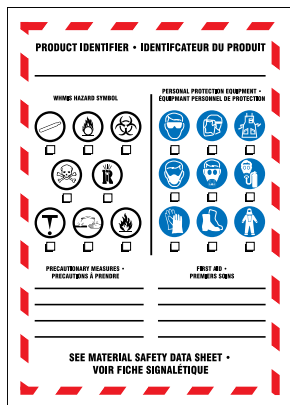 PRODUCT IDENTIFIER • IDENTIFCATEUR DU PRODUIT
WHMIS HAZARD SYMBOL
PERSONAL PROTECTION EQUIPMENT •
ÉQUIPMANT PERSONNEL DE PROTECTION
PRECAUTIONARY MEASURES •
PRECAUTIONS À PRENDRE
FIRST AID •
PREMIERS SOINS
SEE MATERIAL SAFETY DATA SHEET •
VOIR FICHE SIGNALÉTIQUE